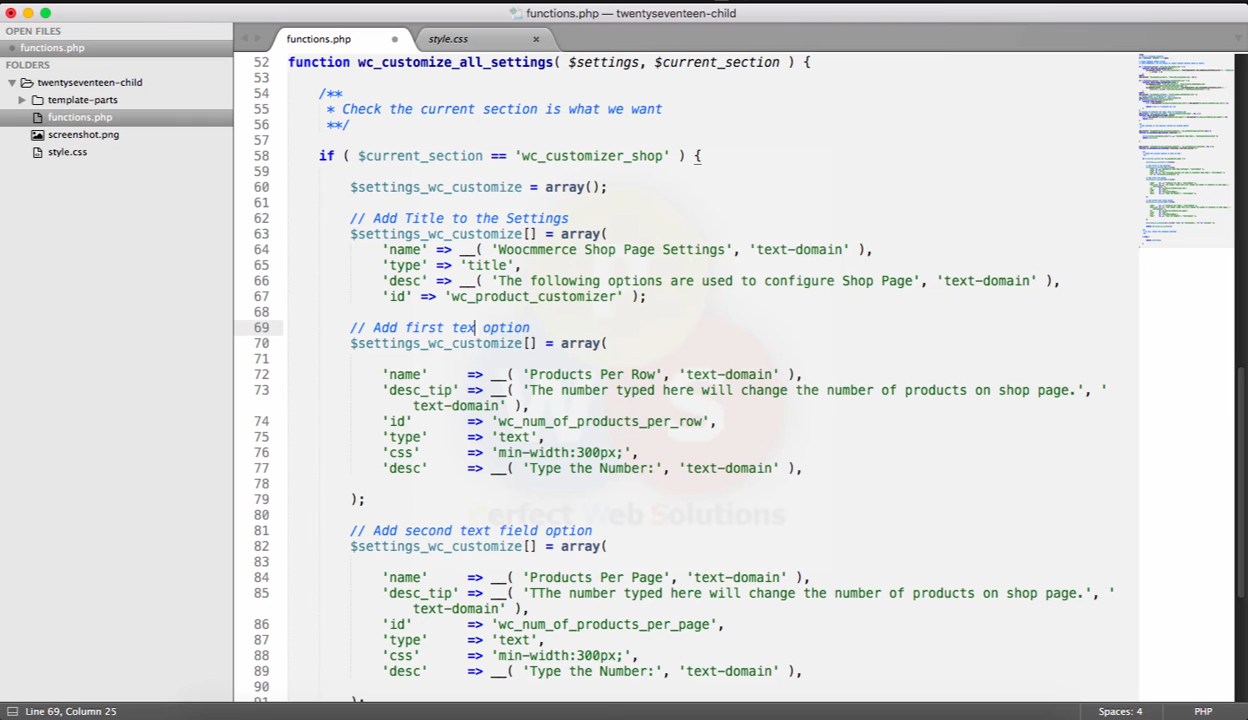 functions.php — twentyseventeen-child
OPEN FILES
functions.php
FOLDERS
twentyseventeen-child
template-parts
functions.php
screenshot.png
style.css
functions.php
style.css
52 function wc_customize_all_settings( $settings, $current_section ) {
53
54 /**
55 * Check the current section is what we want
56 **/
57
58 if ( $current_section == 'wc_customizer_shop' ) {
59
60 $settings_wc_customize = array();
61
62 // Add Title to the Settings
63 $settings_wc_customize[] = array(
64 'name' => __( 'Woocmmerce Shop Page Settings', 'text-domain' ),
65 'type' => 'title',
66 'desc' => __( 'The following options are used to configure Shop Page', 'text-domain' ),
67 'id' => 'wc_product_customizer' );
68
69 // Add first tex option
70 $settings_wc_customize[] = array(
71
72 'name' => __( 'Products Per Row', 'text-domain' ),
73 'desc_tip' => __( 'The number typed here will change the number of products on shop page.', '
text-domain' ),
74 'id' => 'wc_num_of_products_per_row',
75 'type' => 'text',
76 'css' => 'min-width:300px;',
77 'desc' => __( 'Type the Number:', 'text-domain' ),
78
79 );
Perfect Web Solutions
80
81 // Add second text field option
82 $settings_wc_customize[] = array(
83
84 'name' => __( 'Products Per Page', 'text-domain' ),
85 'desc_tip' => __( 'TThe number typed here will change the number of products on shop page.', '
text-domain' ),
86 'id' => 'wc_num_of_products_per_page',
87 'type' => 'text',
88 'css' => 'min-width:300px;',
89 'desc' => __( 'Type the Number:', 'text-domain' ),
90
91 );
Line 69, Column 25
Spaces: 4
PHP